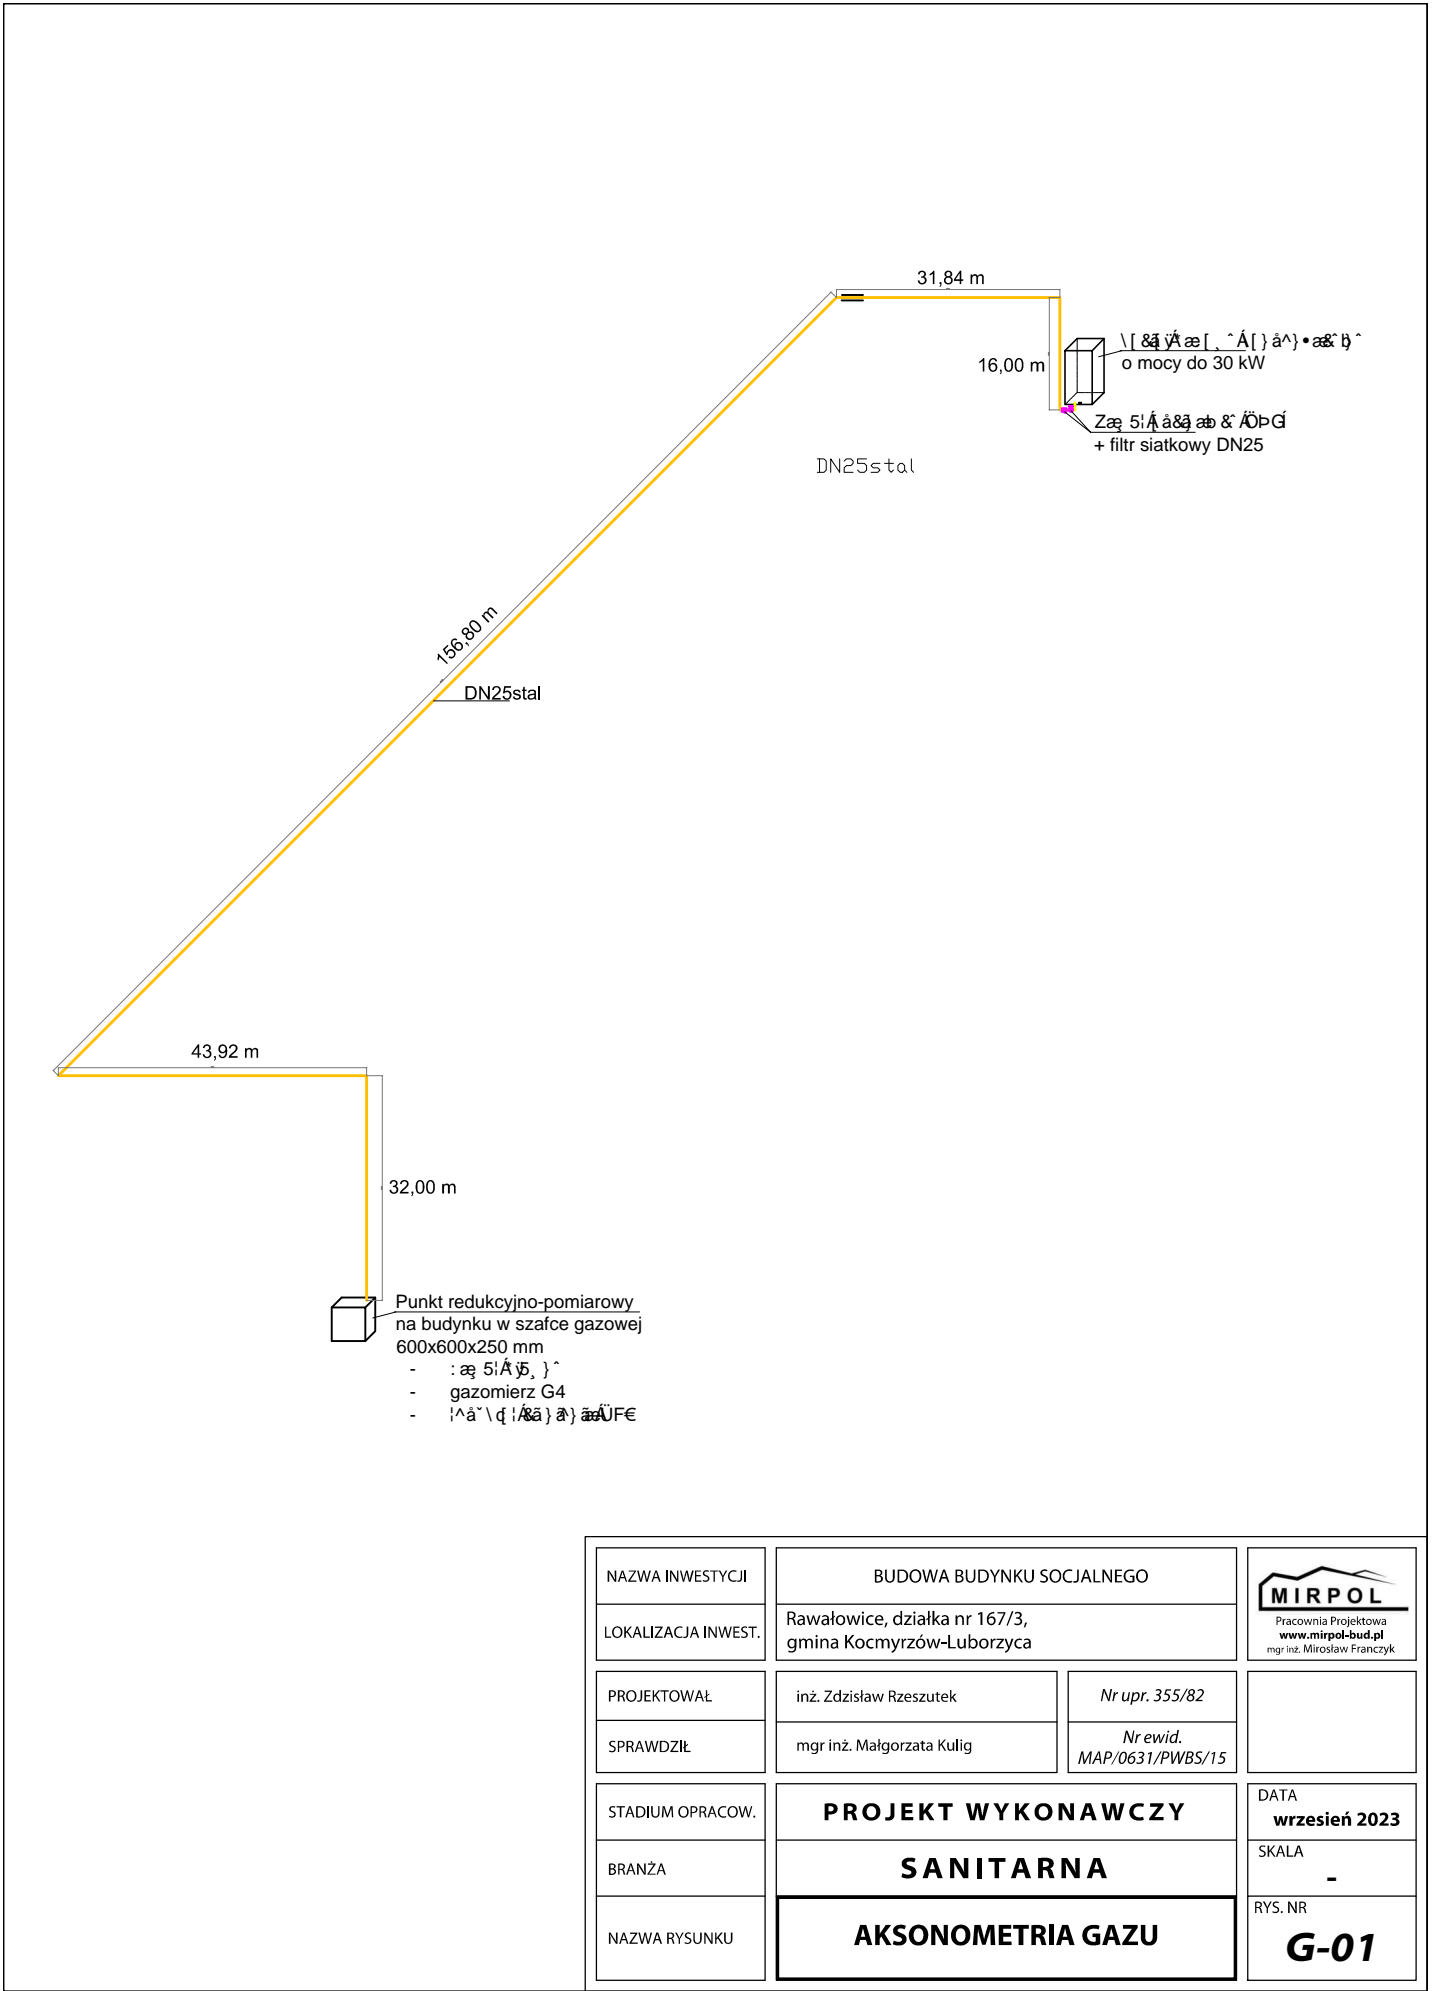 31,84 m
16,00 m
o mocy do 30 kW
+ filtr siatkowy DN25
DN25stal
156,80 m
DN25stal
43,92 m
32,00 m
Punkt redukcyjno-pomiarowy
na budynku w szafce gazowej
600x600x250 mm
-
- gazomierz G4
-
NAZWA INWESTYCJI
BUDOWA BUDYNKU SOCJALNEGO
LOKALIZACJA INWEST.
Rawałowice, działka nr 167/3,
gmina Kocmyrzów-Luborzyca
MIRPOL
Pracownia Projektowa
www.mirpol-bud.pl
mgr inż. Mirosław Franczyk
PROJEKTOWAŁ
inż. Zdzisław Rzeszutek
Nr upr. 355/82
SPRAWDZIŁ
mgr inż. Małgorzata Kulig
Nr ewid.
MAP/0631/PWBS/15
STADIUM OPRACOW.
PROJEKT WYKONAWCZY
DATA
wrzesień 2023
BRANŻA
SANITARNA
SKALA
-
NAZWA RYSUNKU
AKSONOMETRIA GAZU
RYS. NR
G-01